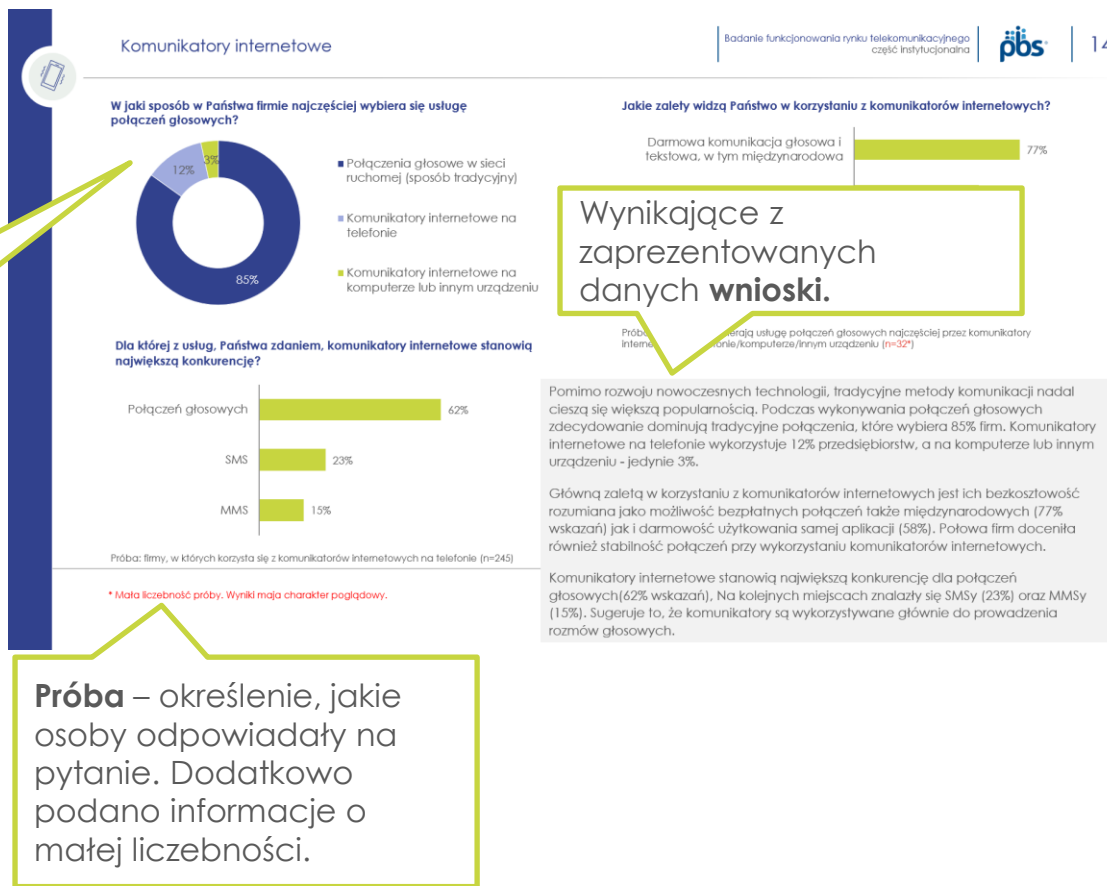 Komunikatory internetowe
Badanie funkcjonowania rynku telekomunikacyjnego
część instytucjonalna
pbs
14
W jaki sposób w Państwa firmie najczęściej wybiera się usługę
połączeń głosowych?
3%
12%
85%
Połączenia głosowe w sieci
ruchomej (sposób tradycyjny)
Komunikatory internetowe na
telefonie
Komunikatory internetowe na
komputerze lub innym urządzeniu
Jakie zalety widzą Państwo w korzystaniu z komunikatorów internetowych?
Darmowa komunikacja głosowa i
tekstowa, w tym międzynarodowa
77%
Wynikające z
zaprezentowanych
danych wnioski.
Dla której z usług, Państwa zdaniem, komunikatory internetowe stanowią
największą konkurencję?
Połączeń głosowych
62%
SMS
23%
MMS
15%
Próba: firmy, w których korzysta się z komunikatorów internetowych na telefonie (n=245)
* Mała liczebność próby. Wyniki maja charakter poglądowy.
usługę połączeń głosowych najczęściej przez komunikatory
(n=32*)
Pomimo rozwoju nowoczesnych technologii, tradycyjne metody komunikacji nadal
cieszą się większą popularnością. Podczas wykonywania połączeń głosowych
zdecydowanie dominują tradycyjne połączenia, które wybiera 85% firm. Komunikatory
internetowe na telefonie wykorzystuje 12% przedsiębiorstw, a na komputerze lub innym
urządzeniu - jedynie 3%.
Główną zaletą w korzystaniu z komunikatorów internetowych jest ich bezkosztowość
rozumiana jako możliwość bezpłatnych połączeń także międzynarodowych (77%
wskazań) jak i darmowość użytkowania samej aplikacji (58%). Połowa firm doceniła
również stabilność połączeń przy wykorzystaniu komunikatorów internetowych.
Komunikatory internetowe stanowią największą konkurencję dla połączeń
głosowych(62% wskazań), Na kolejnych miejscach znalazły się SMSy (23%) oraz MMSy
(15%). Sugeruje to, że komunikatory są wykorzystywane głównie do prowadzenia
rozmów głosowych.
Próba – określenie, jakie
osoby odpowiadały na
pytanie. Dodatkowo
podano informacje o
małej liczebności.